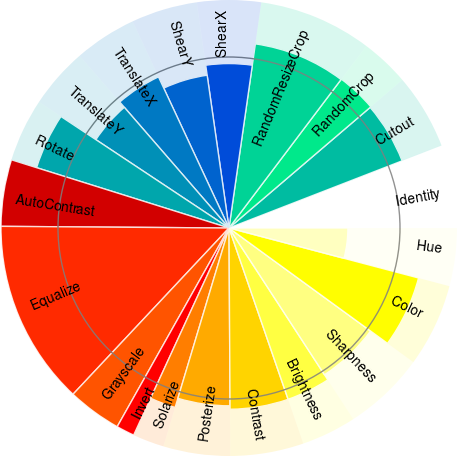 ShearX
RandomResizeCrop
RandomCrop
Cutout
Identity
Hue
Color
Sharpness
Brightness
Contrast
Posterize
Solarize
Invert
Grayscale
Equalize
AutoContrast
Rotate
TranslateY
TranslateX
ShearY